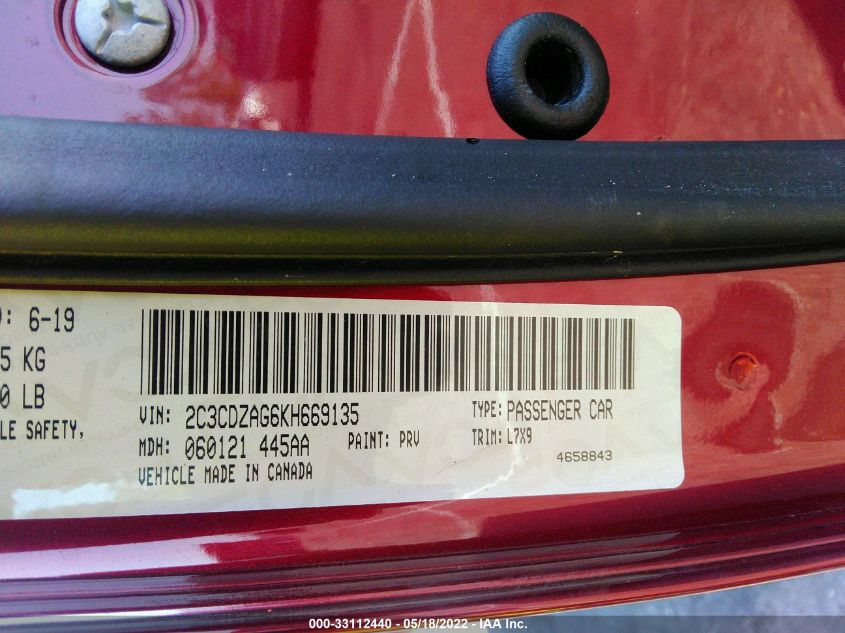 : 6-19
5 KG
0 LB
LE SAFETY,
VIN: 2C3CDZAG6KH669135 TYPE: PASSENGER CAR
MDH: 060121 445AA PAINT: PRV TRIM: L7X9
VEHICLE MADE IN CANADA 4658843
000-33112440 - 05/18/2022 - IAA Inc.